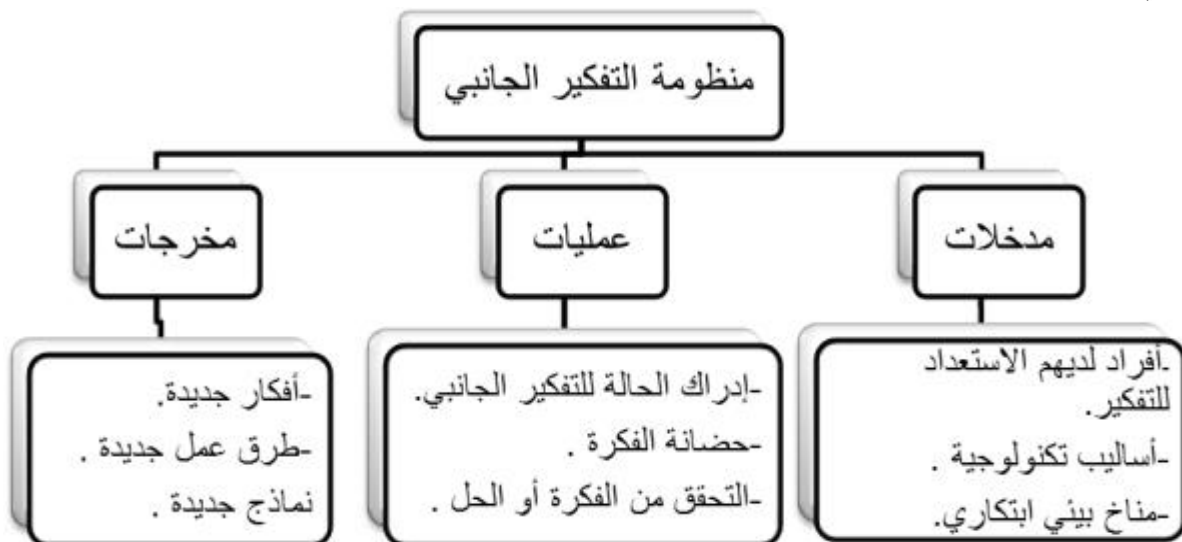 منظومة التفكير الجانبي
مدخلات
عمليات
مخرجات
-أفراد لديهم الاستعداد
للتفكير.
-أساليب تكنولوجية .
-مناخ بيئي ابتكاري.
-إدراك الحالة للتفكير الجانبي.
-حضانة الفكرة .
-التحقق من الفكرة أو الحل .
-أفكار جديدة.
-طرق عمل جديدة .
نماذج جديدة .